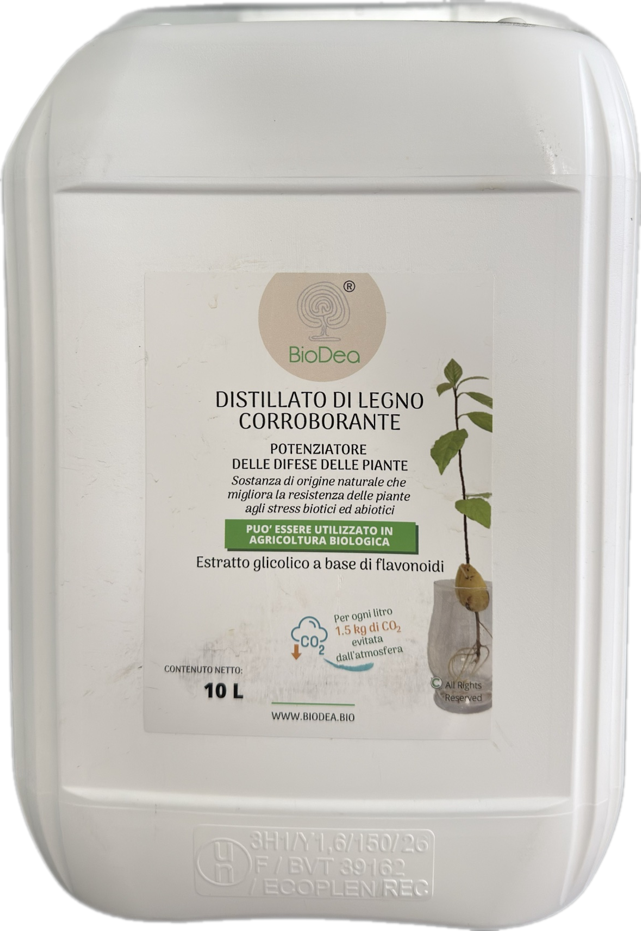 ®
BioDea
DISTILLATO DI LEGNO
CORROBORANTE
POTENZIATORE
DELLE DIFESE DELLE PIANTE
Sostanza di origine naturale che
migliora la resistenza delle piante
agli stress biotici ed abiotici
PUO' ESSERE UTILIZZATO IN
AGRICOLTURA BIOLOGICA
Estratto glicolico a base di flavonoidi
CO2
Per ogni litro
1.5 kg di CO2
evitata
dall'atmosfera
CONTENUTO NETTO:
10 L
© All Rights
Reserved
WWW.BIODEA.BIO
un
3H1/Y1,6/150/26
F / BVT 39162
/ ECOPLEN REC